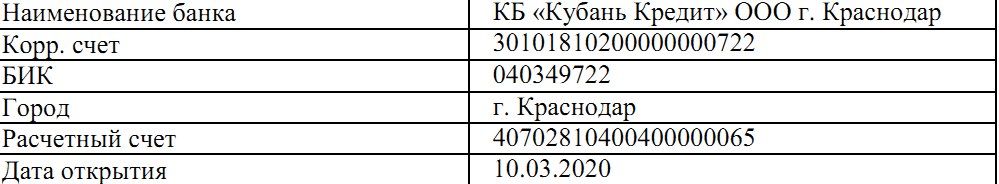 Наименование банка КБ «Кубань Кредит» ООО г. Краснодар
Корр. счет 30101810200000000722
БИК 040349722
Город г. Краснодар
Расчетный счет 40702810400400000065
Дата открытия 10.03.2020